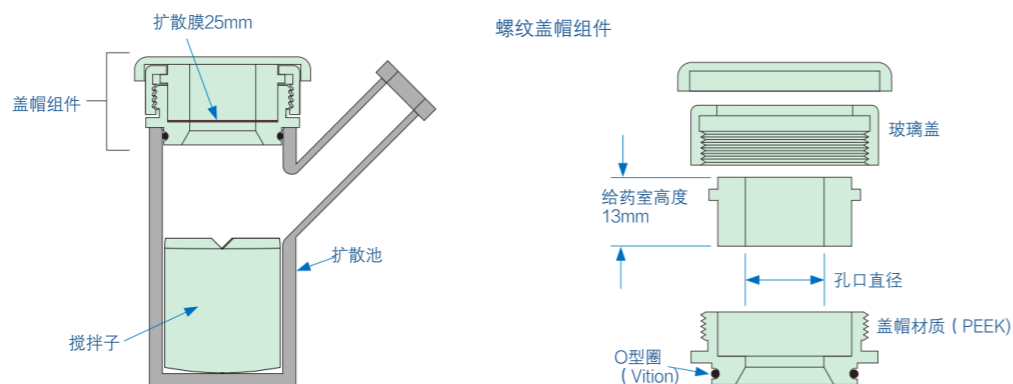 扩散膜25mm
盖帽组件
扩散池
搅拌子
螺纹盖帽组件
玻璃盖
给药室高度
13mm
孔口直径
盖帽材质（PEEK)
O型圈
（Vition)